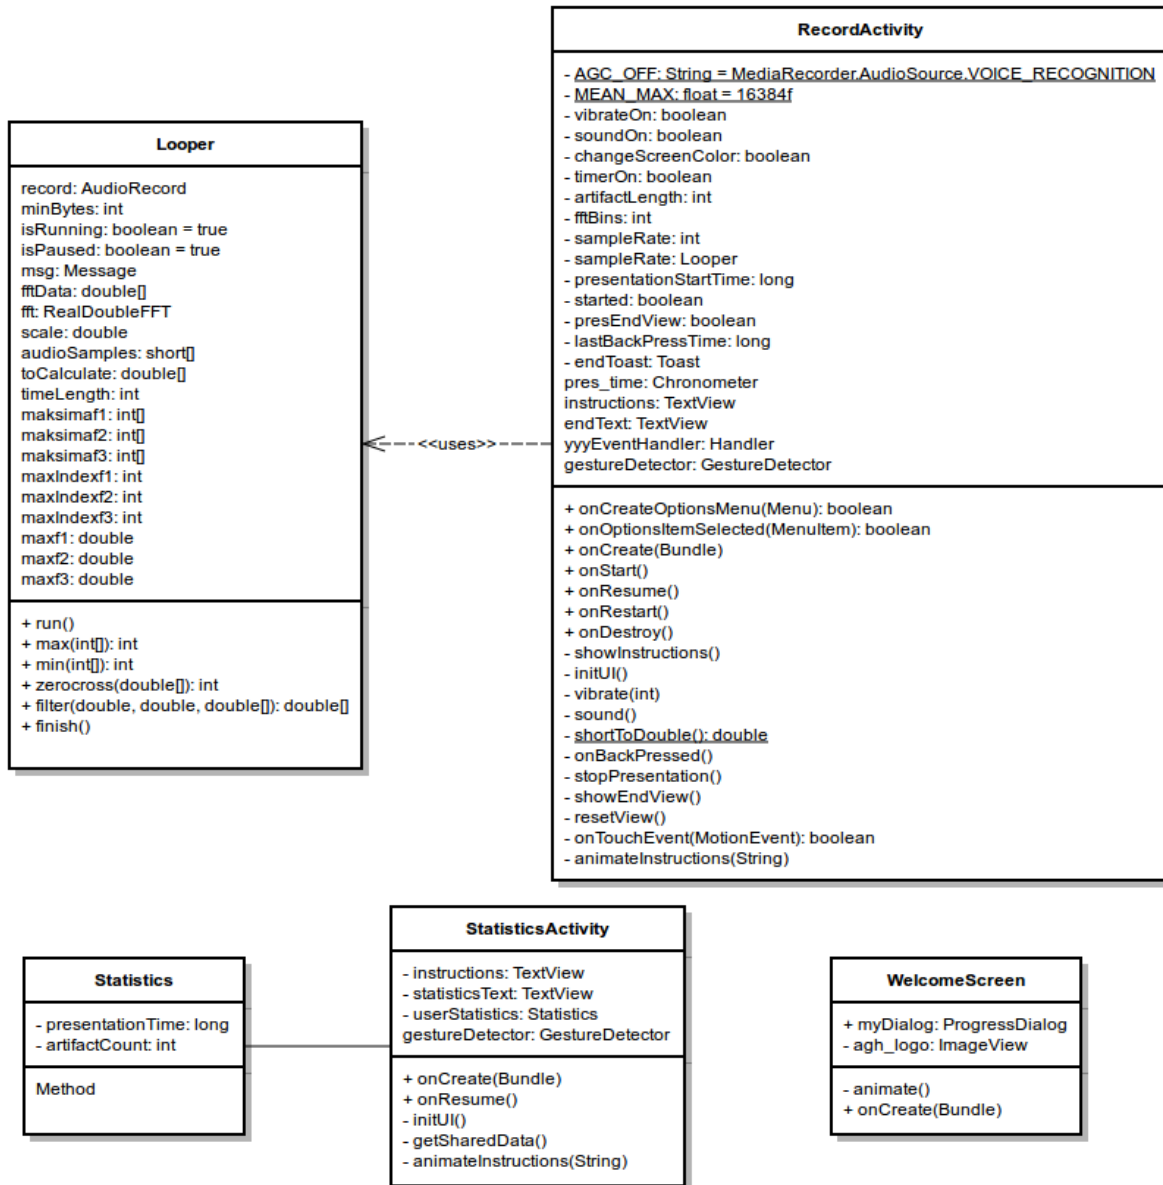 RecordActivity
- AGC_OFF: String = MediaRecorder.AudioSource.VOICE_RECOGNITION
- MEAN_MAX: float = 16384f
- vibrateOn: boolean
- soundOn: boolean
- changeScreenColor: boolean
- timerOn: boolean
- artifactLength: int
- fftBins: int
- sampleRate: int
- sampleRate: Looper
- presentationStartTime: long
- started: boolean
- presEndView: boolean
- lastBackPressTime: long
- endToast: Toast
pres_time: Chronometer
instructions: TextView
endText: TextView
yyyEventHandler: Handler
gestureDetector: GestureDetector
+ onCreateOptionsMenu(Menu): boolean
+ onOptionsItemSelected(MenuItem): boolean
+ onCreate(Bundle)
+ onStart()
+ onResume()
+ onRestart()
+ onDestroy()
- showInstructions()
- initUI()
- vibrate(int)
- sound()
- shortToDouble(): double
- onBackPressed()
- stopPresentation()
- showEndView()
- resetView()
- onTouchEvent(MotionEvent): boolean
- animateInstructions(String)
Looper
record: AudioRecord
minBytes: int
isRunning: boolean = true
isPaused: boolean = true
msg: Message
fftData: double[]
fft: RealDoubleFFT
scale: double
audioSamples: short[]
toCalculate: double[]
timeLength: int
maksimaf1: int[]
maksimaf2: int[]
maksimaf3: int[]
maxIndexf1: int
maxIndexf2: int
maxIndexf3: int
maxf1: double
maxf2: double
maxf3: double
+ run()
+ max(int[]): int
+ min(int[]): int
+ zerocross(double[]): int
+ filter(double, double, double[]): double[]
+ finish()
<<uses>>
Statistics
- presentationTime: long
- artifactCount: int
Method
StatisticsActivity
- instructions: TextView
- statisticsText: TextView
- userStatistics: Statistics
gestureDetector: GestureDetector
+ onCreate(Bundle)
+ onResume()
- initUI()
- getSharedData()
- animateInstructions(String)
WelcomeScreen
+ myDialog: ProgressDialog
- agh_logo: ImageView
- animate()
+ onCreate(Bundle)